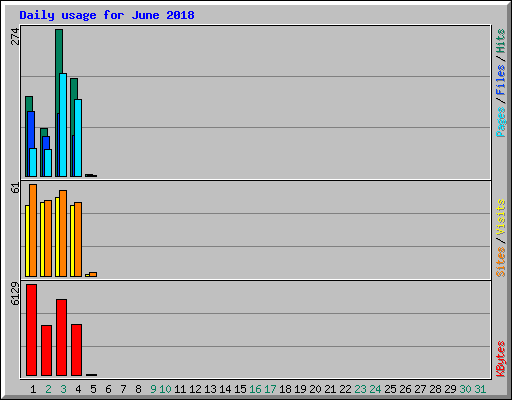 Daily usage for June 2018
274
Pages / Files / Hits
61
Sites / Visits
6129
KBytes
1 2 3 4 5 6 7 8 9 10 11 12 13 14 15 16 17 18 19 20 21 22 23 24 25 26 27 28 29 30 31